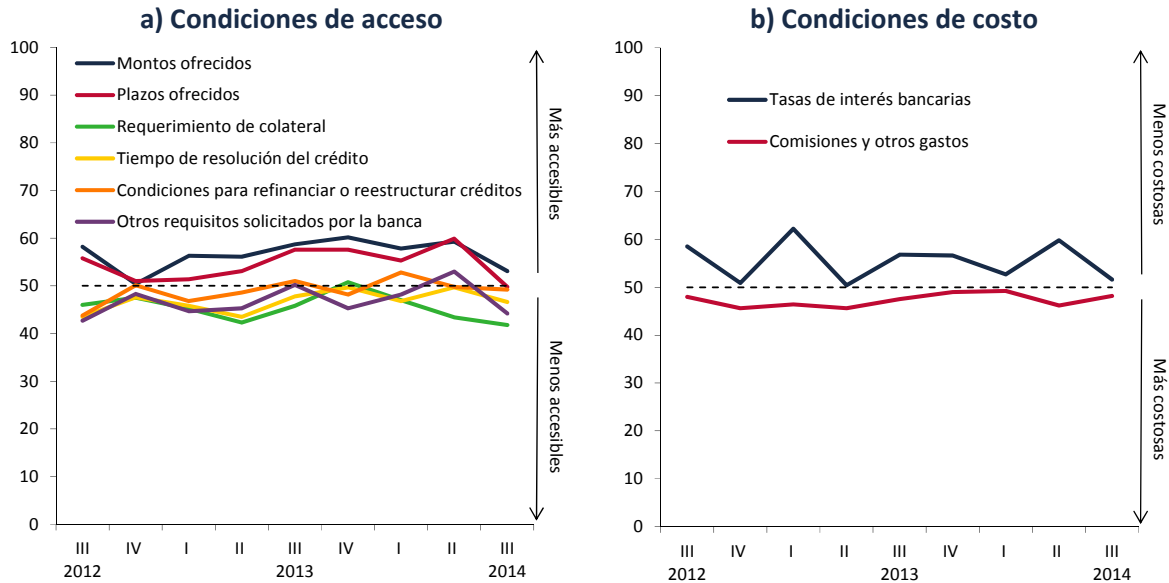 a) Condiciones de acceso
100
90
80
70
60
50
40
30
20
10
0
Montos ofrecidos
Plazos ofrecidos
Requerimiento de colateral
Tiempo de resolución del crédito
Condiciones para refinanciar o reestructurar créditos
Otros requisitos solicitados por la banca
Más accesibles
Menos accesibles
III IV I II III IV I II III
2012 2013 2014
b) Condiciones de costo
100
90
80
70
60
50
40
30
20
10
0
Tasas de interés bancarias
Comisiones y otros gastos
Menos costosas
Más costosas
III IV I II III IV I II III
2012 2013 2014